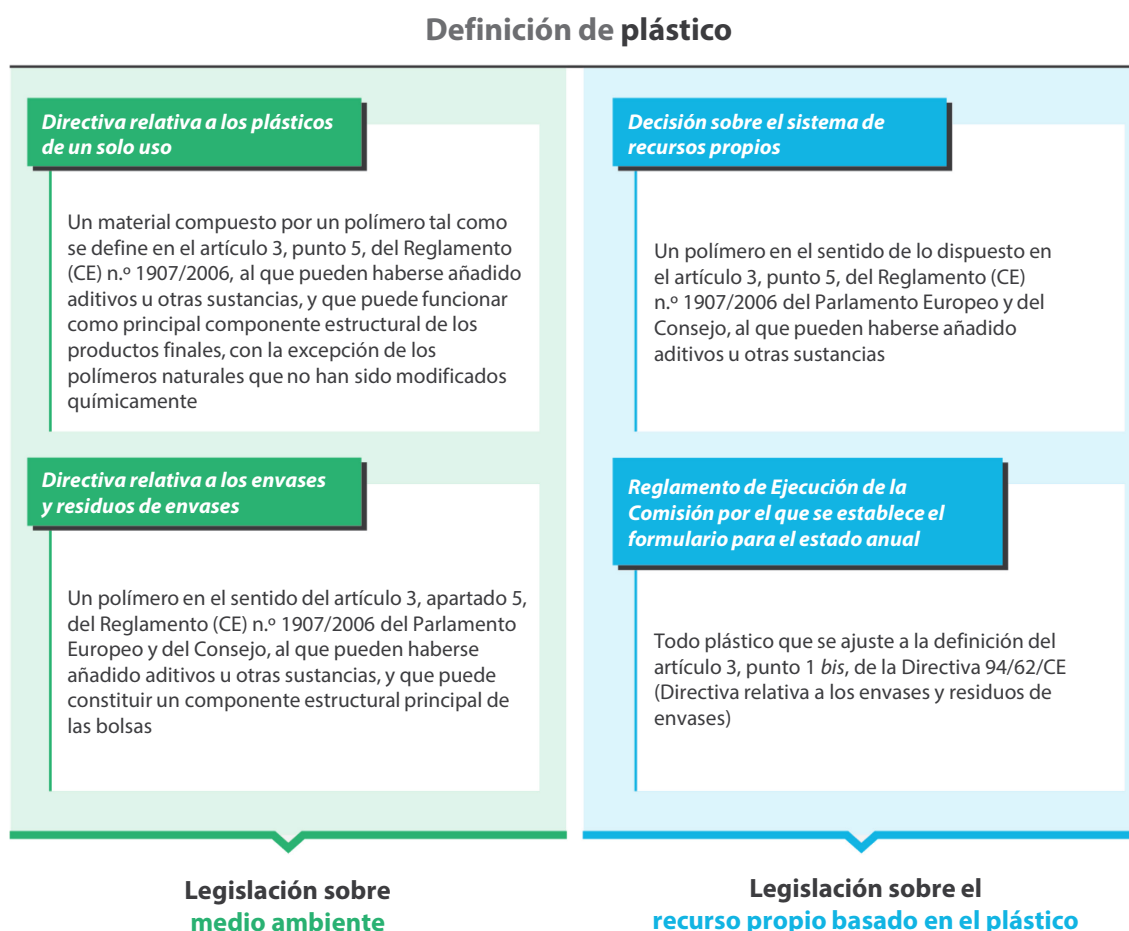 Definición de plástico
Directiva relativa a los plásticos
de un solo uso
Un material compuesto por un polímero tal como
se define en el artículo 3, punto 5, del Reglamento
(CE) n.º 1907/2006, al que pueden haberse añadido
aditivos u otras sustancias, y que puede funcionar
como principal componente estructural de los
productos finales, con la excepción de los
polímeros naturales que no han sido modificados
químicamente
Directiva relativa a los envases
y residuos de envases
Un polímero en el sentido del artículo 3, apartado 5,
del Reglamento (CE) n.º 1907/2006 del Parlamento
Europeo y del Consejo, al que pueden haberse
añadido aditivos u otras sustancias, y que puede
constituir un componente estructural principal de
las bolsas
Legislación sobre
medio ambiente
Decisión sobre el sistema de
recursos propios
Un polímero en el sentido de lo dispuesto en
el artículo 3, punto 5, del Reglamento (CE)
n.º 1907/2006 del Parlamento Europeo y del
Consejo, al que pueden haberse añadido
aditivos u otras sustancias
Reglamento de Ejecución de la
Comisión por el que se establece el
formulario para el estado anual
Todo plástico que se ajuste a la definición del
artículo 3, punto 1 bis, de la Directiva 94/62/CE
(Directiva relativa a los envases y residuos de
envases)
Legislación sobre el
recurso propio basado en el plástico